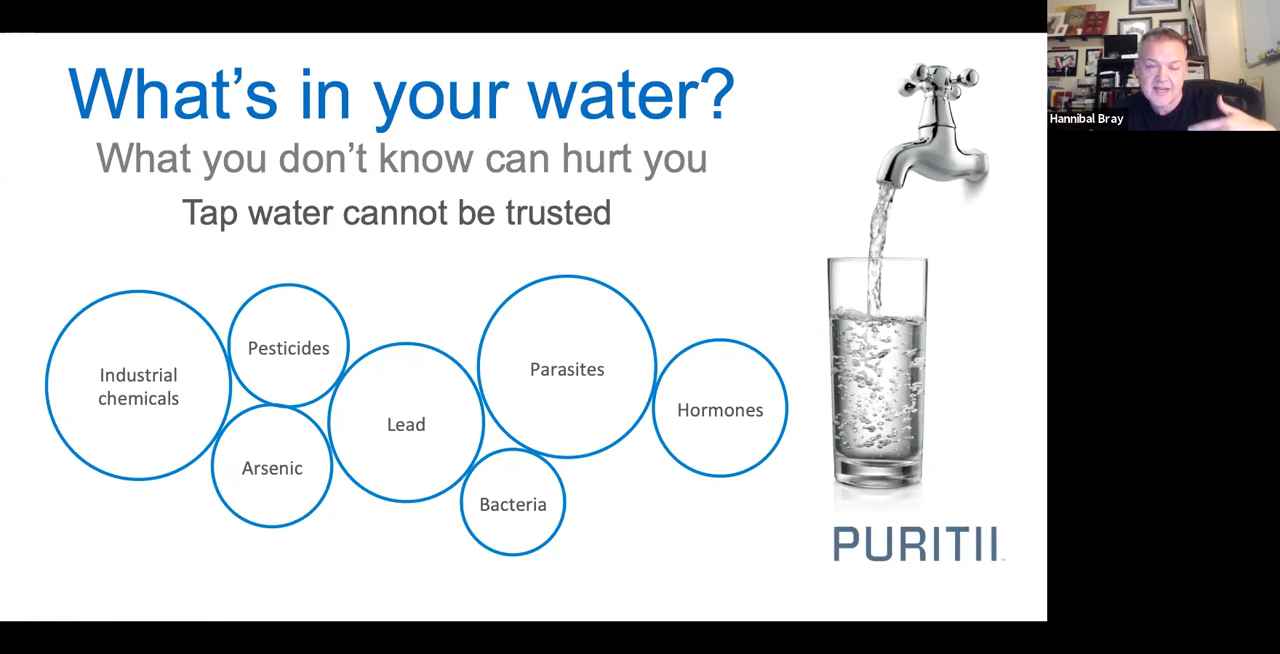 What's in your water?
What you don't know can hurt you
Tap water cannot be trusted
Industrial
chemicals
Pesticides
Arsenic
Lead
Parasites
Bacteria
Hormones
PURITII
Hannibal Bray